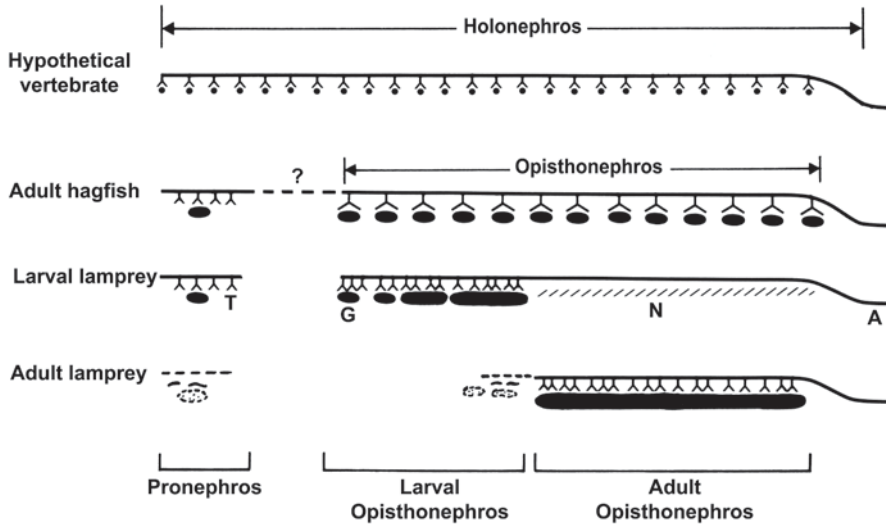 Holonephros
Hypothetical
vertebrate
Opisthonephros
?
Adult hagfish
Larval lamprey
T
G
N
A
Adult lamprey
Pronephros
Larval
Opisthonephros
Adult
Opisthonephros